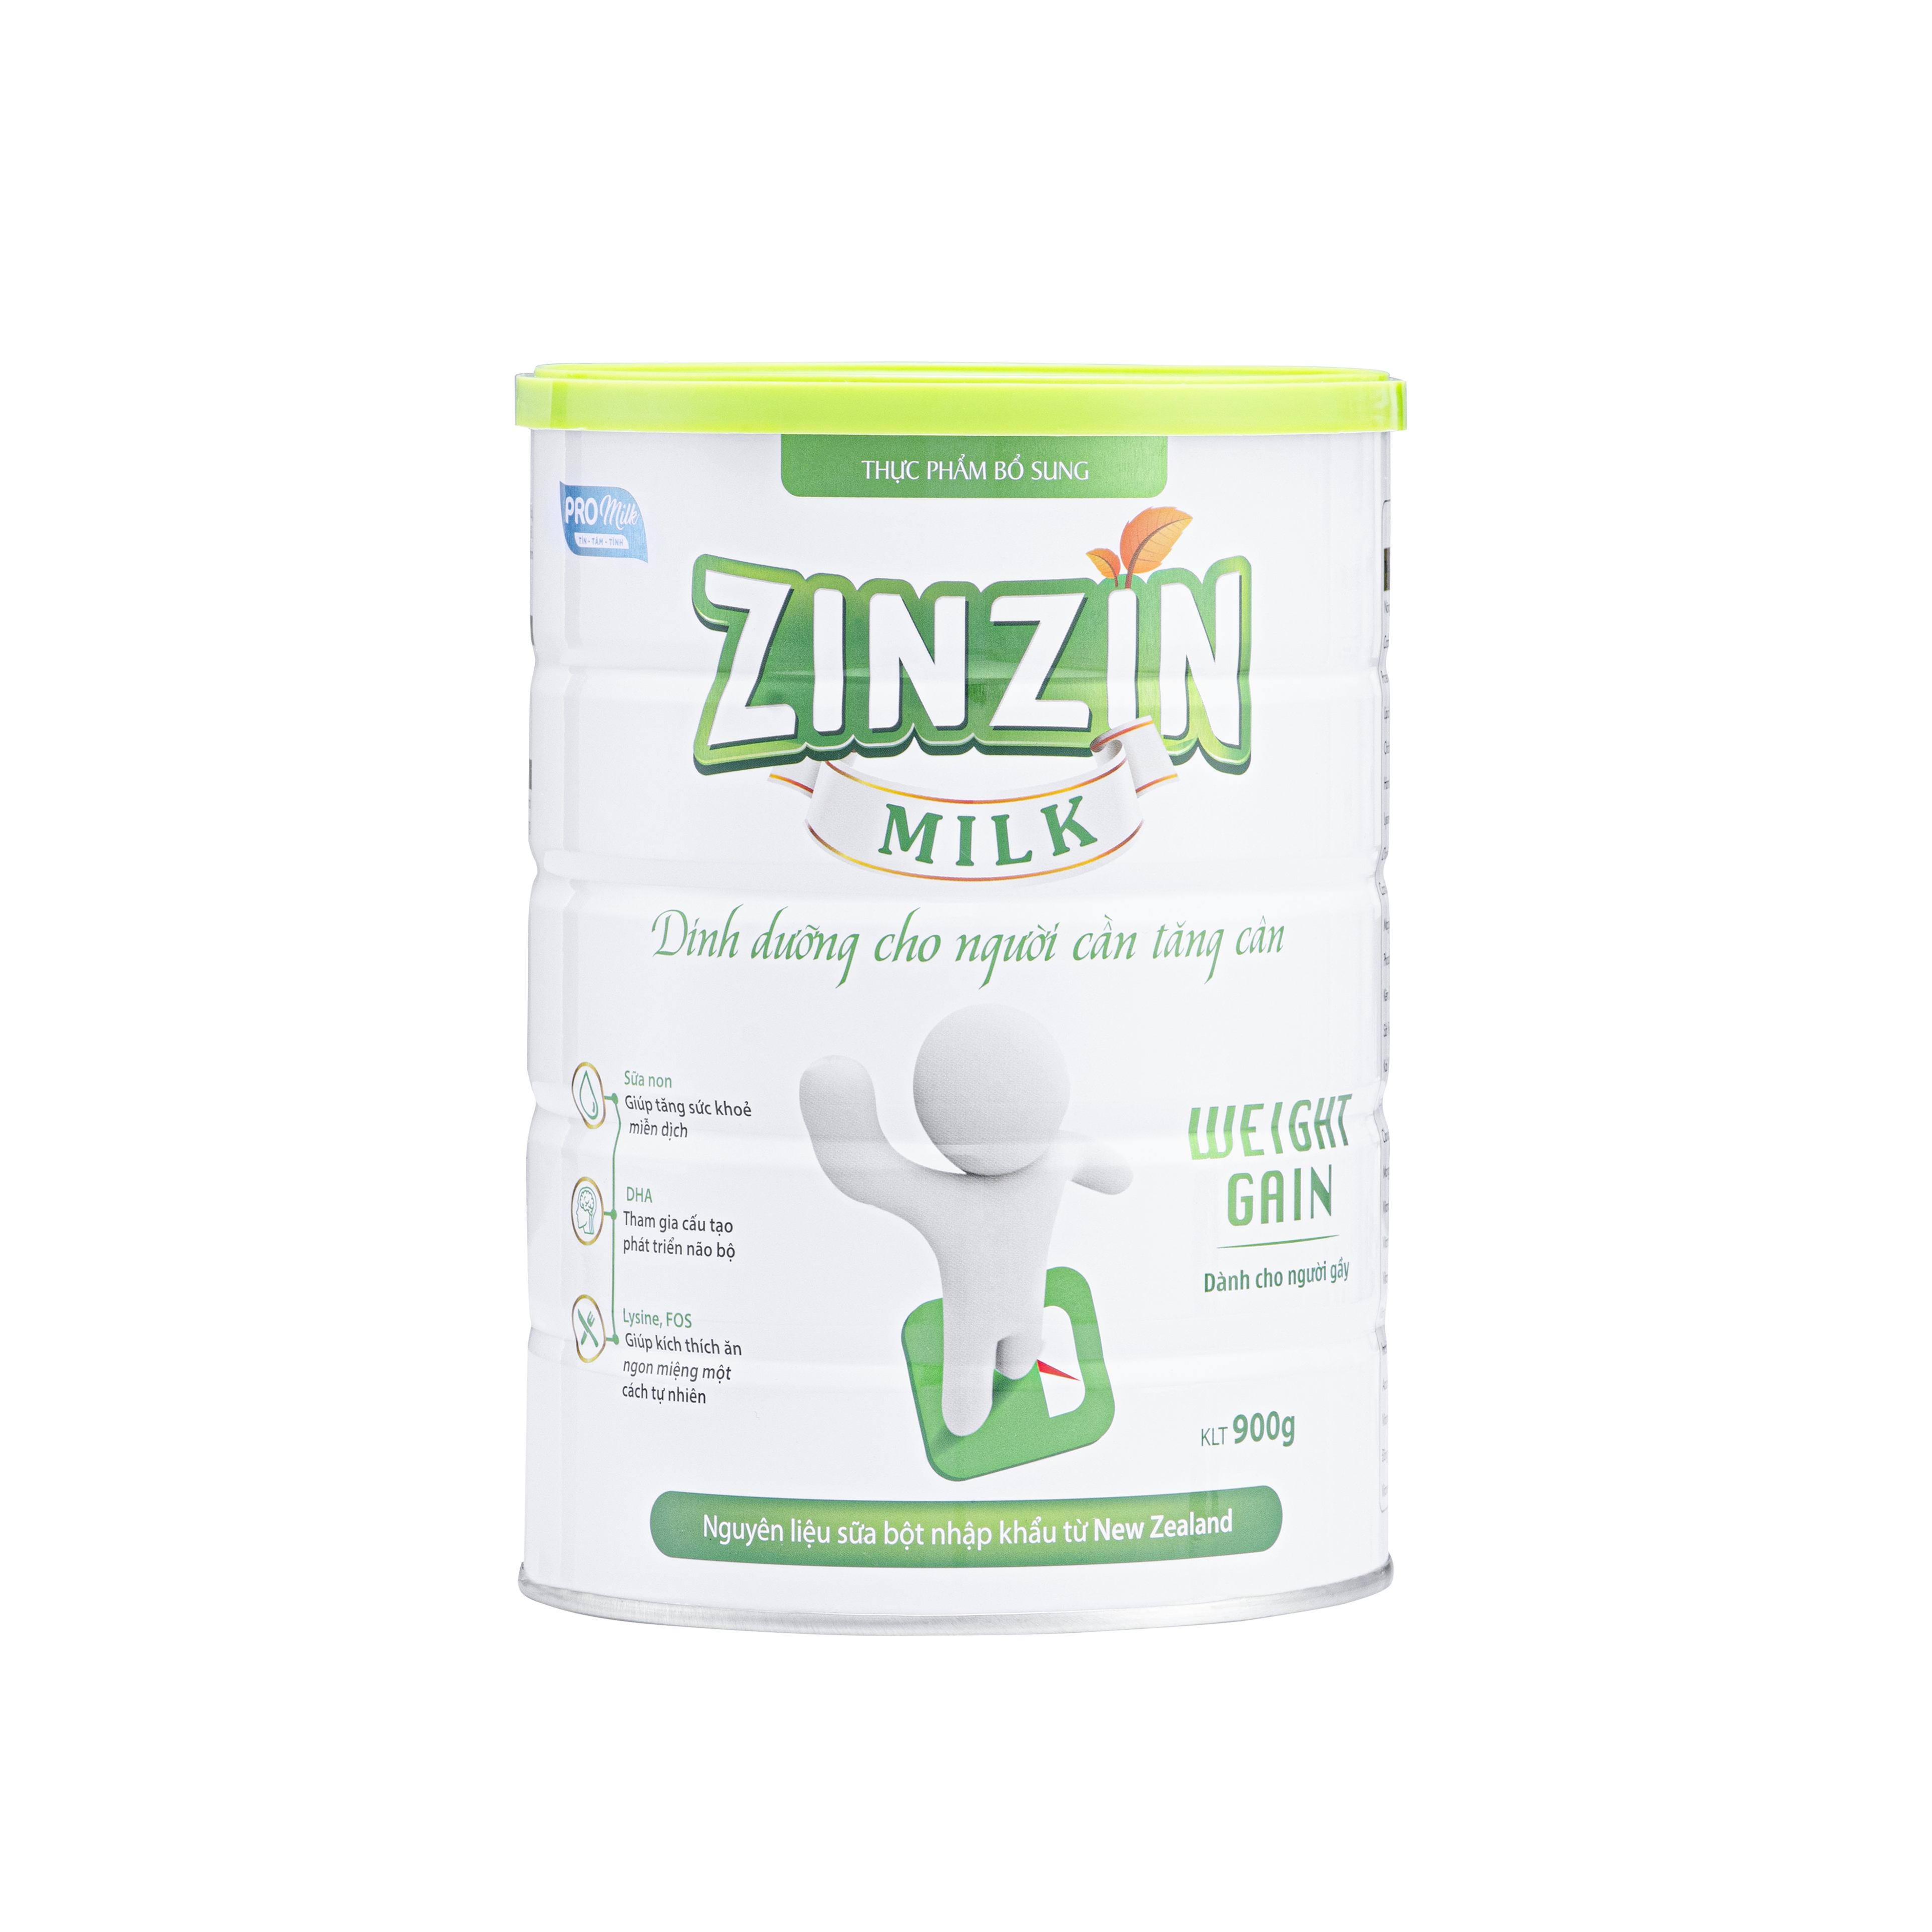 THỰC PHẨM BỔ SUNG
PRO Milk
TÍN - TÂM - TÌNH
ZINZIN
MILK
Dinh dưỡng cho người cần tăng cân
Sữa non
Giúp tăng sức khoẻ
miễn dịch
DHA
Tham gia cấu tạo
phát triển não bộ
Lysine, FOS
Giúp kích thích ăn
ngon miệng một
cách tự nhiên
WEIGHT
GAIN
Dành cho người gầy
KLT 900g
Nguyên liệu sữa bột nhập khẩu từ New Zealand